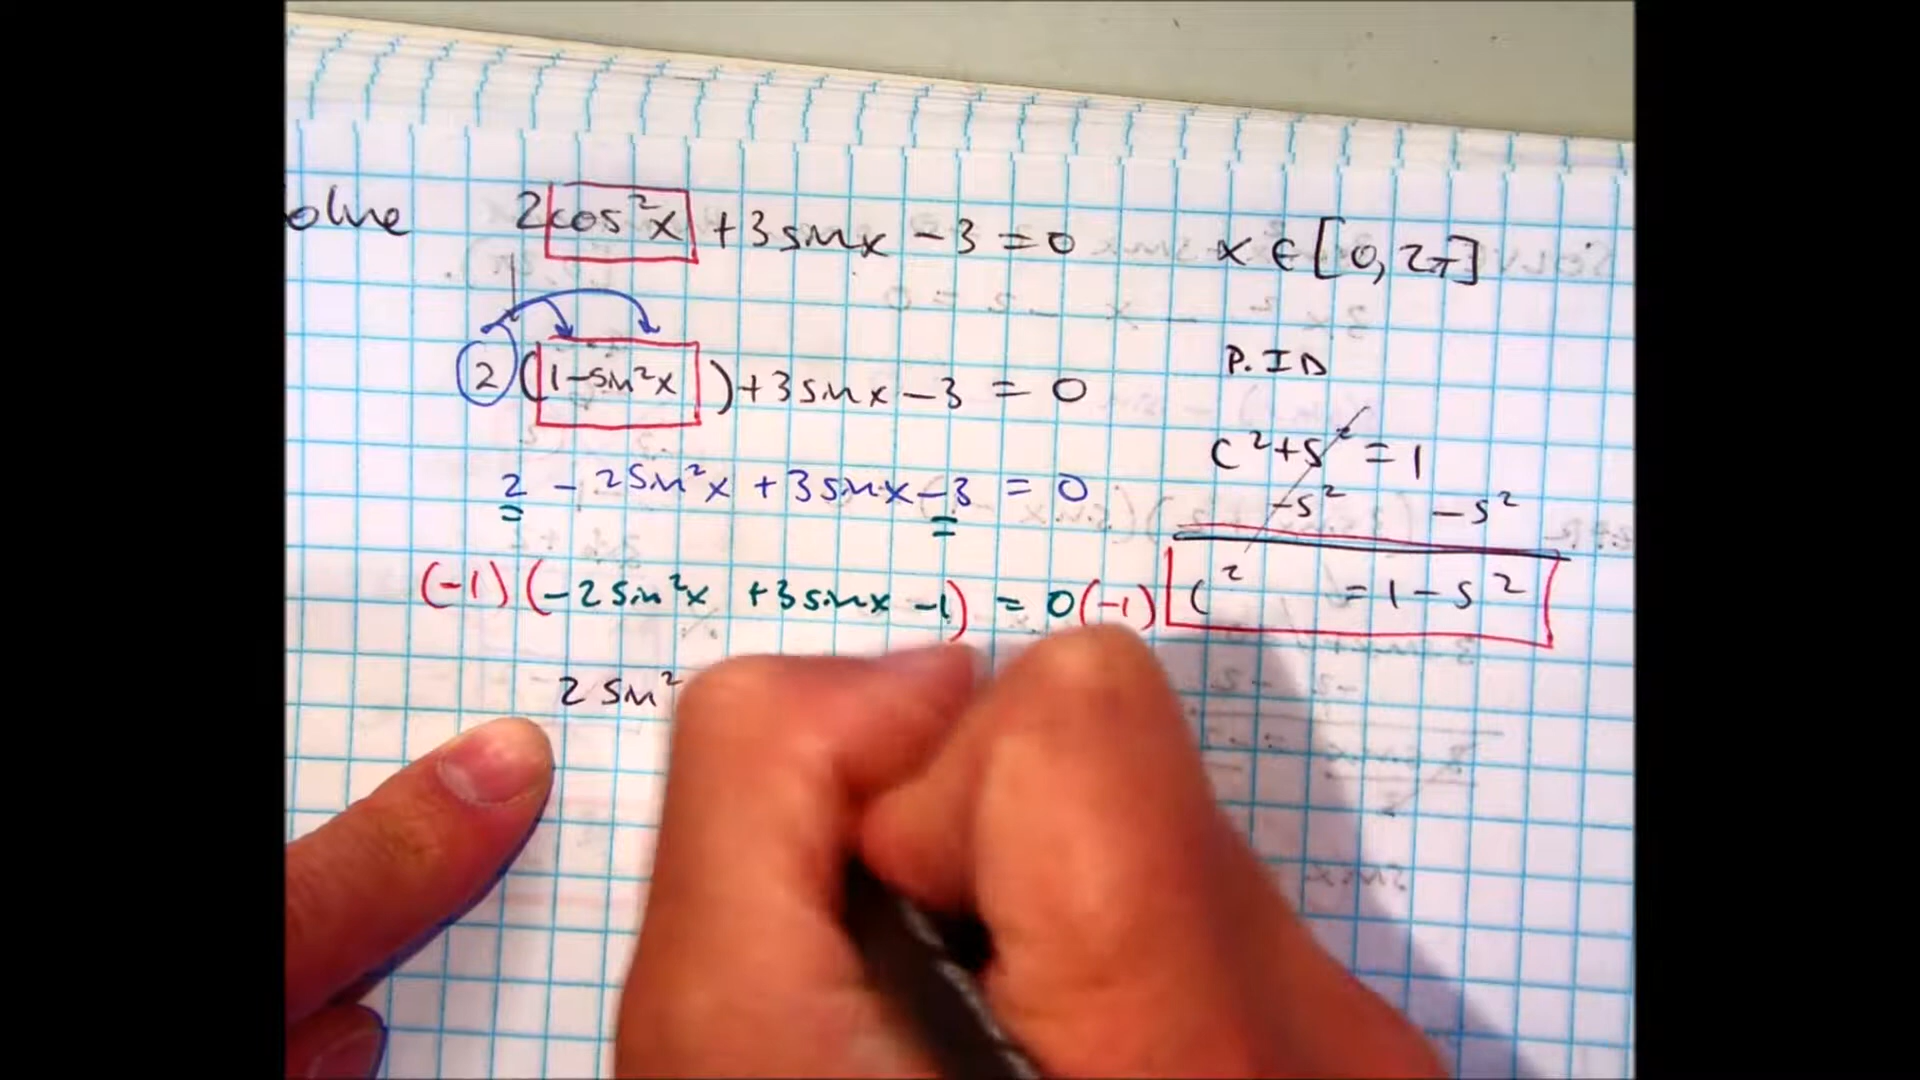 olve 2cos²x +3sinx -3 = 0 x ∈ [0, 2π]
2 (1-sin²x) +3sinx -3 = 0
P. ID
c²+s² = 1
2 - 2sin²x +3sinx -3 = 0
-s² -s²
(-1) (-2sin²x +3sinx -1) = 0(-1)
c² = 1-s²
2sin²